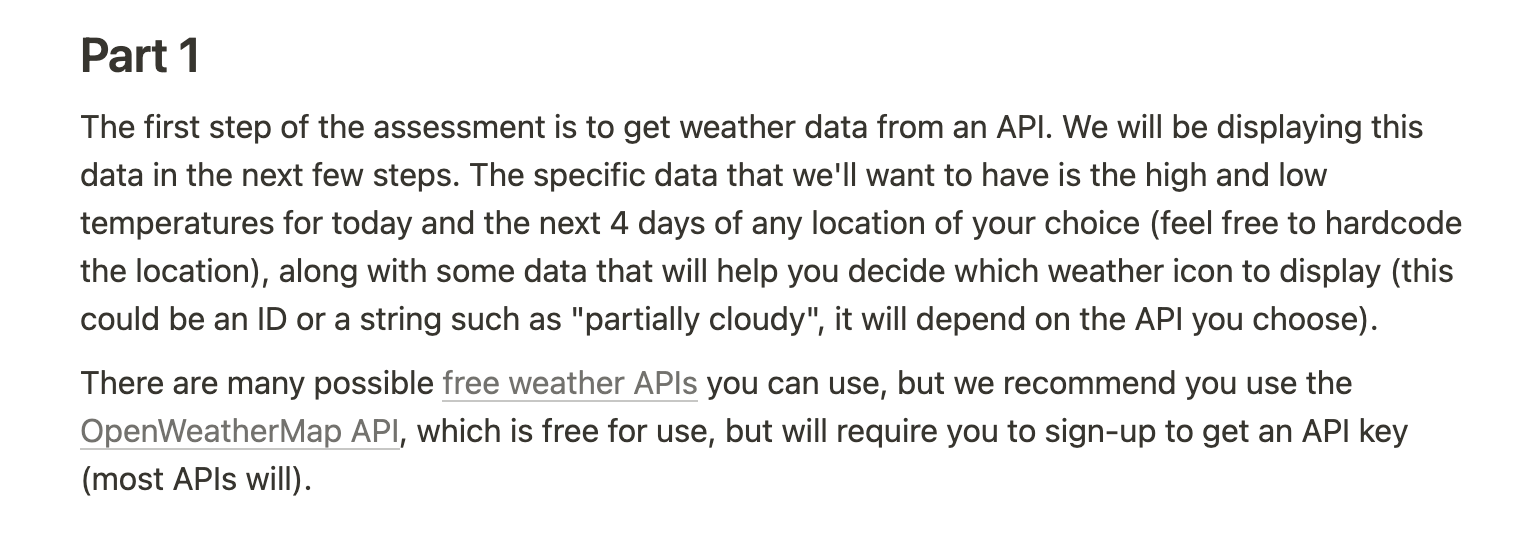 Part 1
The first step of the assessment is to get weather data from an API. We will be displaying this
data in the next few steps. The specific data that we'll want to have is the high and low
temperatures for today and the next 4 days of any location of your choice (feel free to hardcode
the location), along with some data that will help you decide which weather icon to display (this
could be an ID or a string such as "partially cloudy", it will depend on the API you choose).
There are many possible free weather APIs you can use, but we recommend you use the
OpenWeatherMap API, which is free for use, but will require you to sign-up to get an API key
(most APIs will).